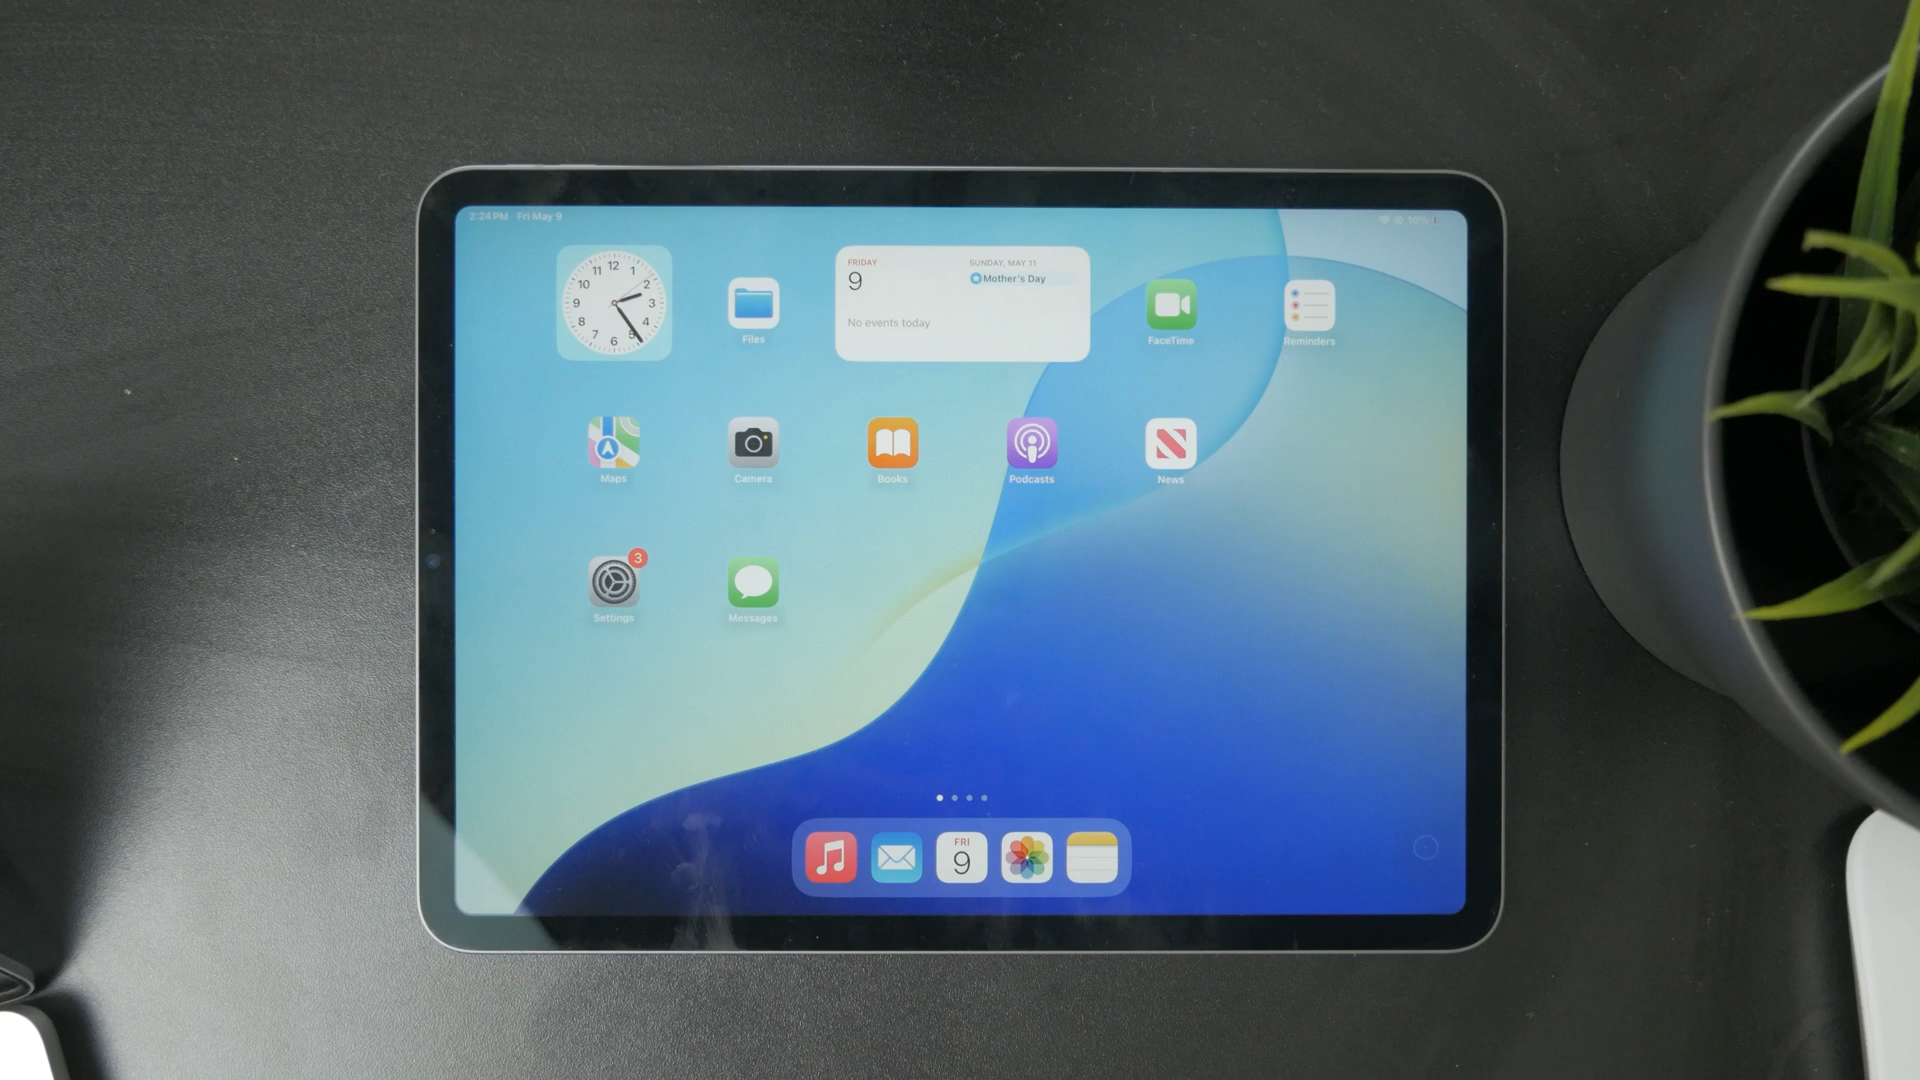 2:24 PM Fri May 9
10%
12
11 1
10 2
9 3
8 4
7 5
6
Files
FRIDAY
9
No events today
SUNDAY, MAY 11
Mother's Day
FaceTime
Reminders
Maps
Camera
Books
Podcasts
News
3
Settings
Messages
FRI
9